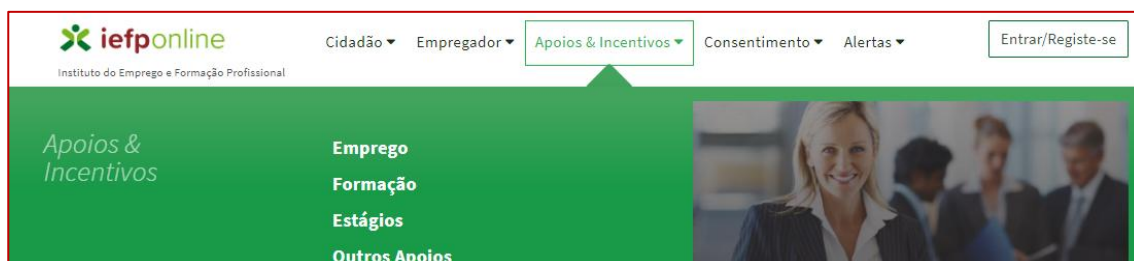 iefponline
Instituto do Emprego e Formação Profissional
Cidadão Empregador Apoios & Incentivos Consentimento Alertas Entrar/Registe-se
Apoios &
Incentivos
Emprego
Formação
Estágios
Outros Apoios